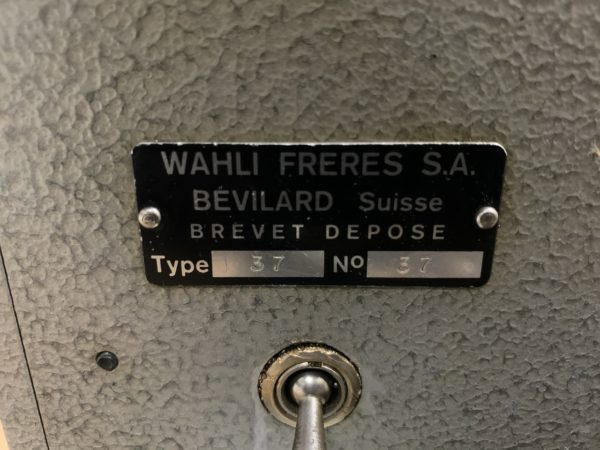 WAHLI FRERES S.A.
BEVILARD Suisse
BREVET DEPOSE
Type 37 No 37